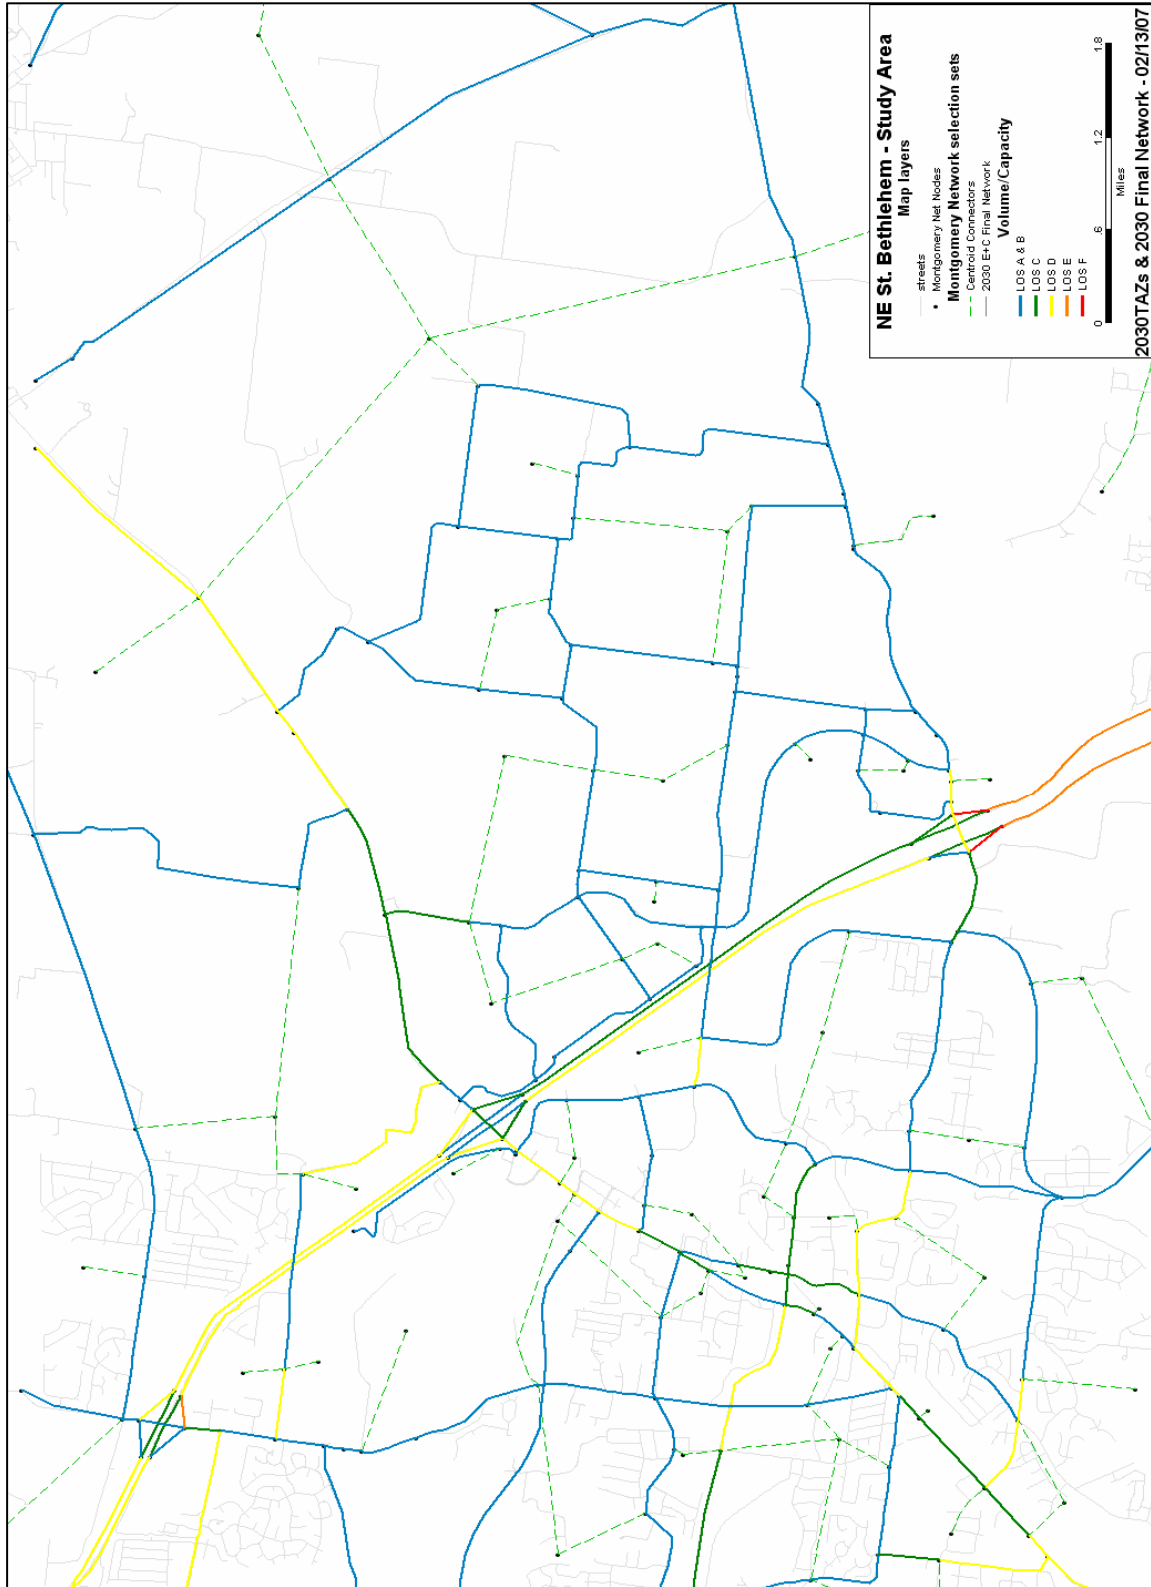 NE St. Bethlehem - Study Area
Map layers
streets
Montgomery Net Nodes
Montgomery Network selection sets
Centroid Connectors
2030 E+C Final Network
Volume/Capacity
LOS A & B
LOS C
LOS D
LOS E
LOS F
0 .6 1.2 1.8
Miles
2030TAZs & 2030 Final Network - 02/13/07